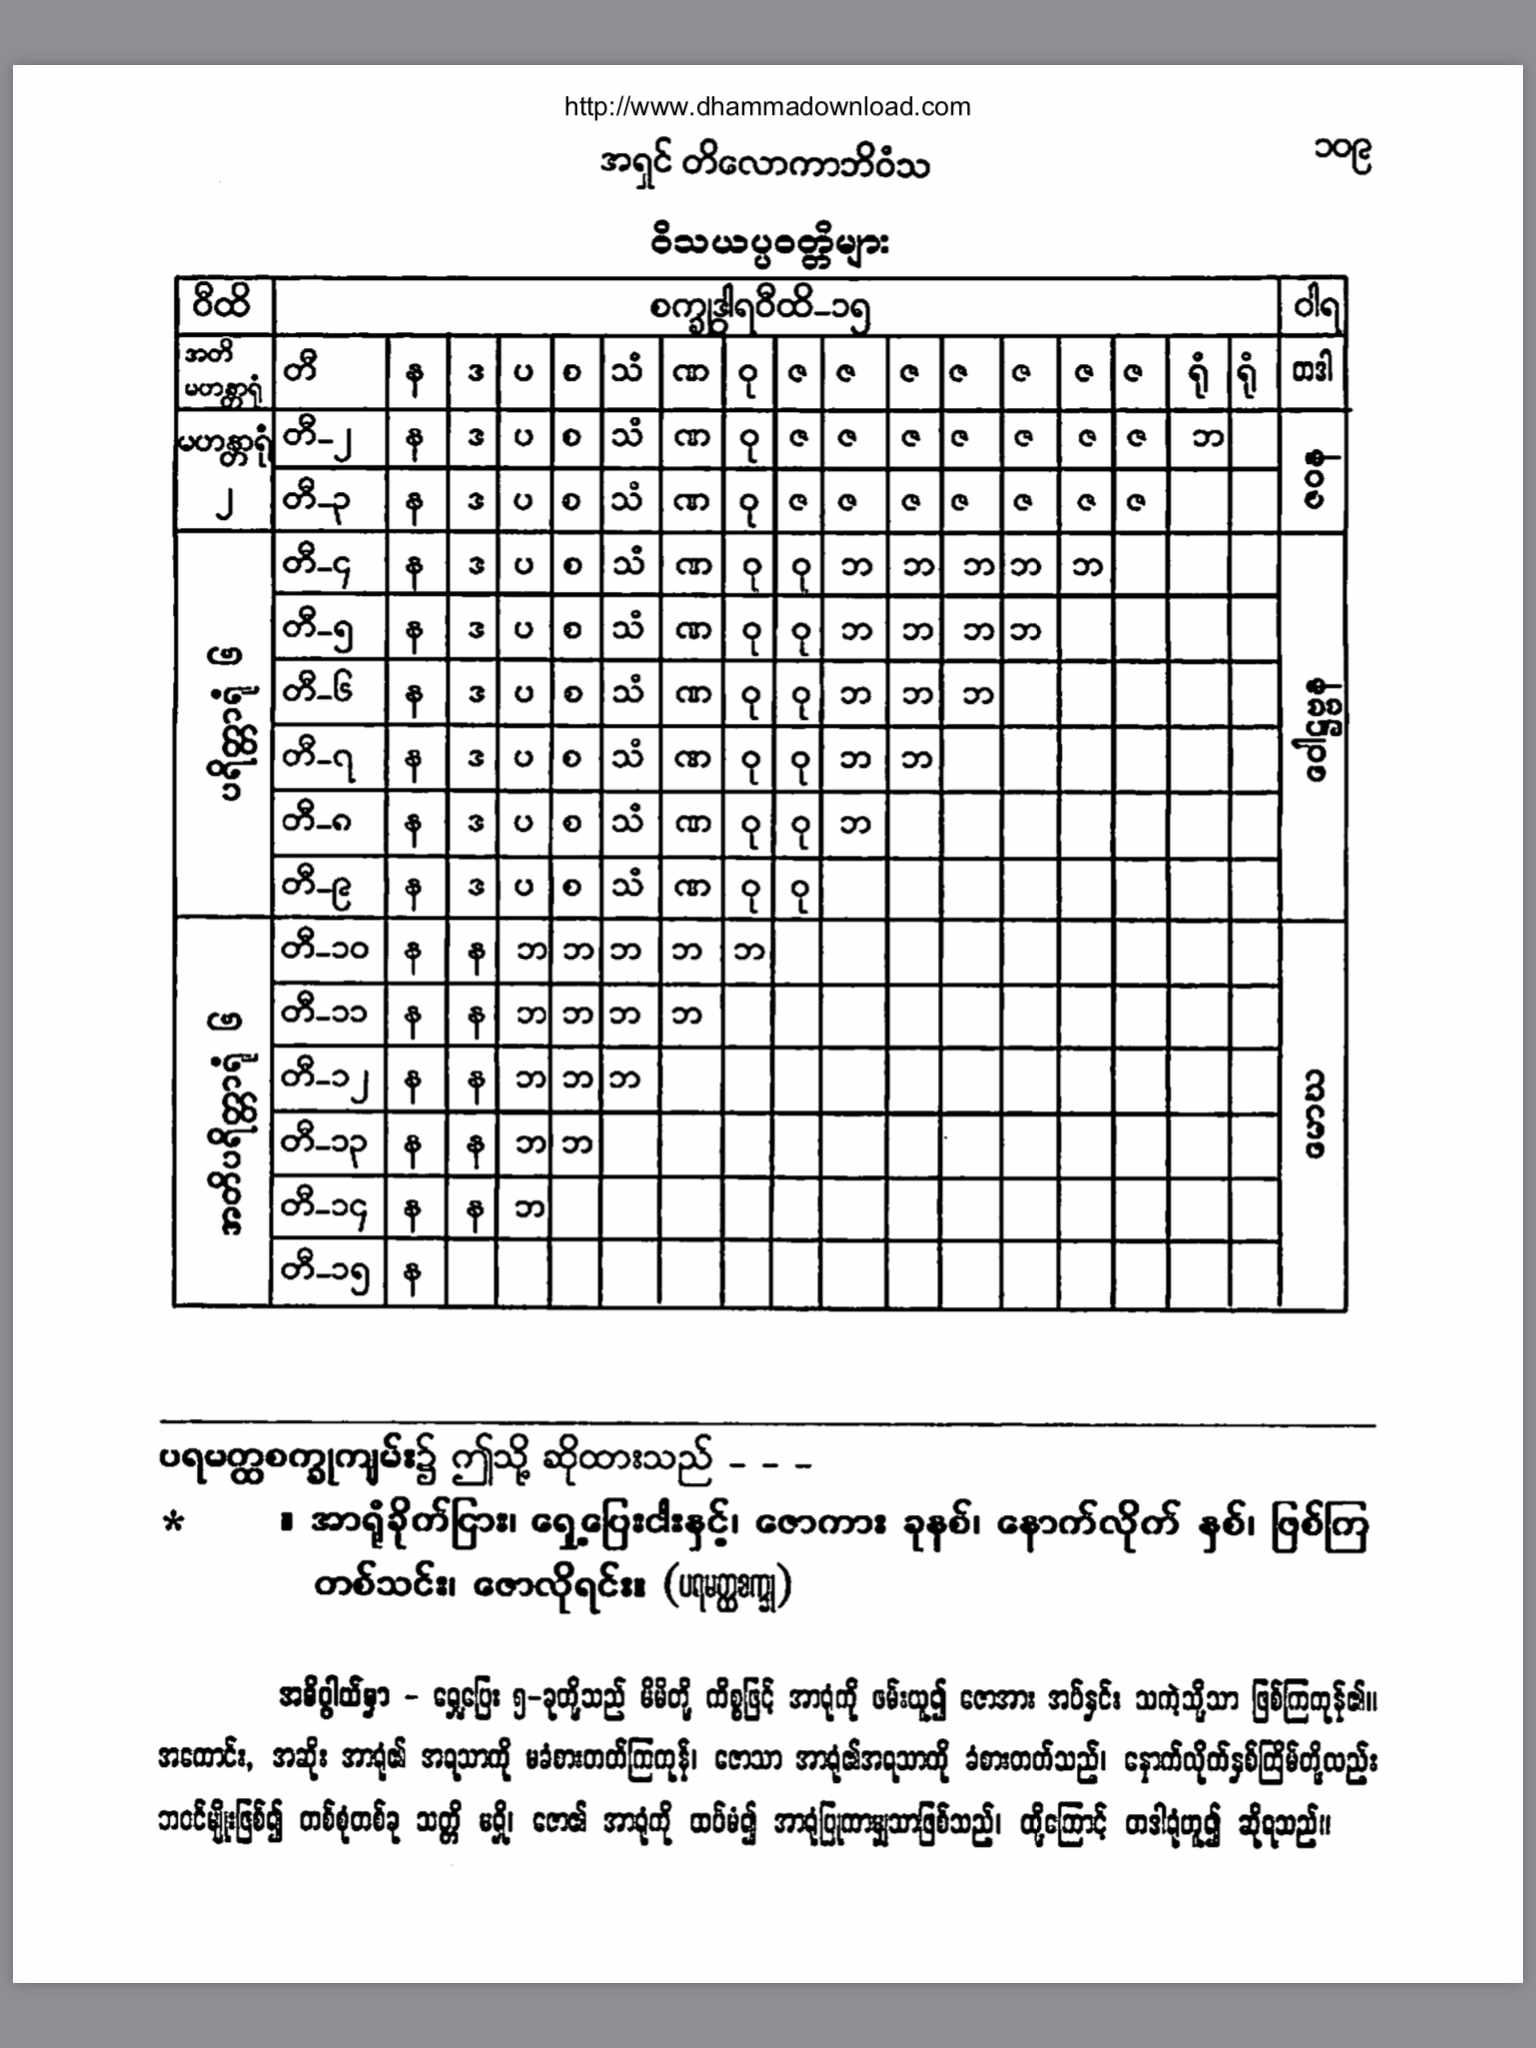 http://www.dhammadownload.com
အရှင် တိလောကာဘိဝံသ
၁၀၉
ဝိသယပ္ပဝတ္တိများ
ဝီထိ စက္ခုဒွါရဝီထိ–၁၅ ဝါရ
အတိ မဟန္တာရုံ တီ န ဒ ပ စ သံ ဏ ဝု ဇ ဇ ဇ ဇ ဇ ဇ ဇ ရုံ ရုံ တဒါ
မဟန္တာရုံ ၂ တီ–၂ န ဒ ပ စ သံ ဏ ဝု ဇ ဇ ဇ ဇ ဇ ဇ ဇ ဘ ဇဝန
တီ–၃ န ဒ ပ စ သံ ဏ ဝု ဇ ဇ ဇ ဇ ဇ ဇ ဇ
ပရိတ္တာရုံ ၆ တီ–၄ န ဒ ပ စ သံ ဏ ဝု ဝု ဘ ဘ ဘ ဘ ဘ ဝေါဋ္ဌဗ္ဗန
တီ–၅ န ဒ ပ စ သံ ဏ ဝု ဝု ဘ ဘ ဘ ဘ
တီ–၆ န ဒ ပ စ သံ ဏ ဝု ဝု ဘ ဘ ဘ
တီ–၇ န ဒ ပ စ သံ ဏ ဝု ဝု ဘ ဘ
တီ–၈ န ဒ ပ စ သံ ဏ ဝု ဝု ဘ
တီ–၉ န ဒ ပ စ သံ ဏ ဝု ဝု
အတိပရိတ္တာရုံ ၆ တီ–၁၀ န န ဘ ဘ ဘ ဘ ဘ မောဃ
တီ–၁၁ န န ဘ ဘ ဘ ဘ
တီ–၁၂ န န ဘ ဘ ဘ
တီ–၁၃ န န ဘ ဘ
တီ–၁၄ န န ဘ
တီ–၁၅ န
ပရမတ္ထစက္ခုကျမ်း၌ ဤသို့ ဆိုထားသည် – – –
* ။ အာရုံခိုက်ငြား၊ ရှေ့ပြေးငါးနှင့်၊ ဇောကား ခုနစ်၊ နောက်လိုက် နှစ်၊ ဖြစ်ကြ
တစ်သင်း၊ ဇောလိုရင်း။ (ပရမတ္ထစက္ခု)
အဓိပ္ပါယ်မှာ – ရှေ့ပြေး ၅–ခုတို့သည် မိမိတို့ ကိစ္စဖြင့် အာရုံကို ဖမ်းယူ၍ ဇောအား အပ်နှင်း သကဲ့သို့သာ ဖြစ်ကြကုန်၏။
အကောင်း, အဆိုး အာရုံ၏ အရသာကို မခံစားတတ်ကြကုန်၊ ဇောသာ အာရုံ၏အရသာကို ခံစားတတ်သည်၊ နောက်လိုက်နှစ်ကြိမ်တို့လည်း
ဘဝင်မျိုးဖြစ်၍ တစ်စုံတစ်ခု သတ္တိ မရှိ၊ ဇော၏ အာရုံကို ထပ်မံ၍ အာရုံပြုကာမျှသာဖြစ်သည်၊ ထို့ကြောင့် တဒါရုံဟူ၍ ဆိုရသည်။